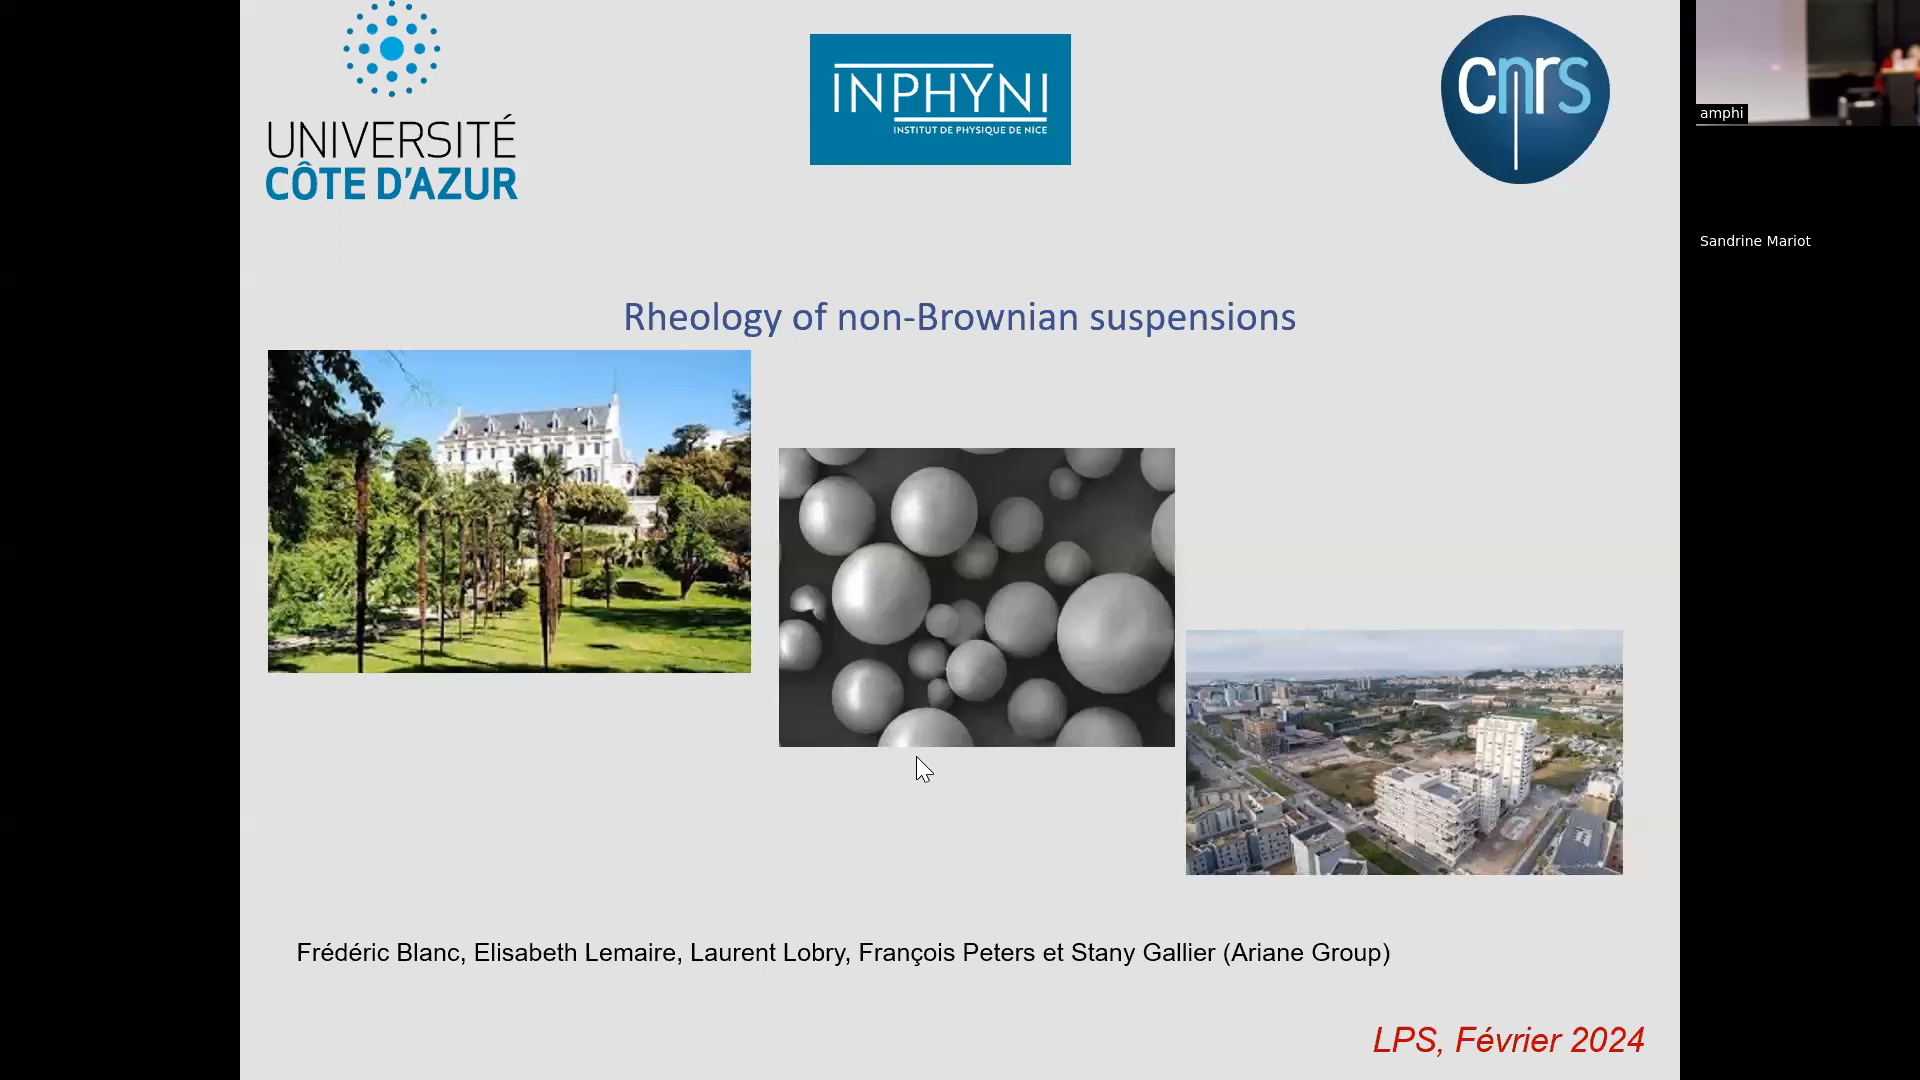 UNIVERSITÉ
CÔTE D'AZUR
INPHYNI
INSTITUT DE PHYSIQUE DE NICE
cnrs
amphi
Sandrine Mariot
Rheology of non-Brownian suspensions
Frédéric Blanc, Elisabeth Lemaire, Laurent Lobry, François Peters et Stany Gallier (Ariane Group)
LPS, Février 2024